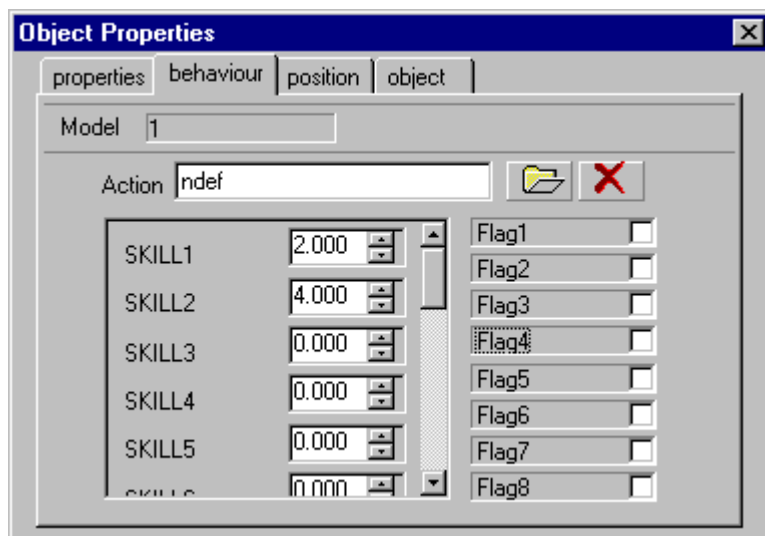 Object Properties
properties behaviour position object
Model 1
Action ndef
SKILL1 2.000 Flag1
SKILL2 4.000 Flag2
SKILL3 0.000 Flag3
SKILL4 0.000 Flag4
SKILL5 0.000 Flag5
Flag6
Flag7
0.000 Flag8